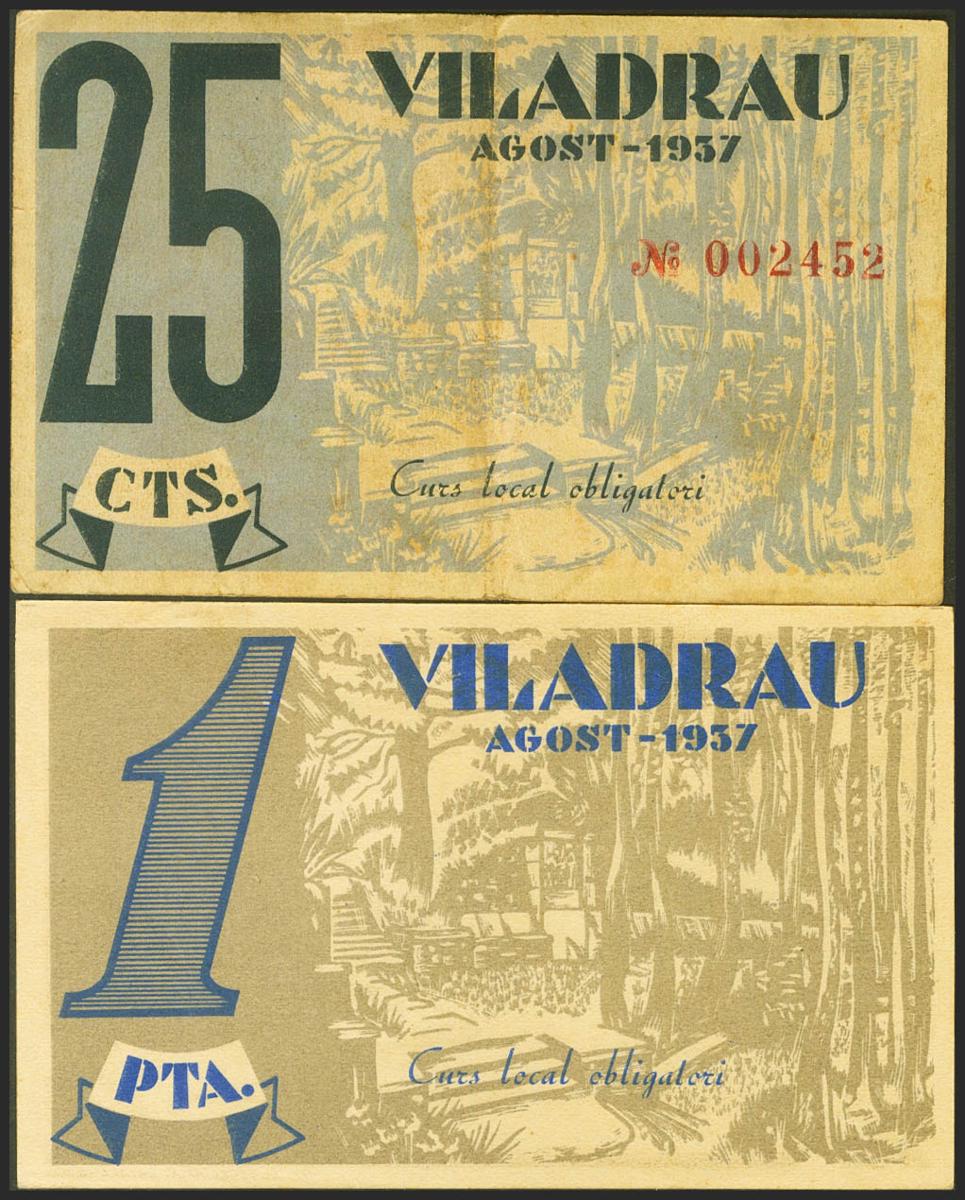 25
CTS.
VILADRAU
AGOST-1937
№ 002452
Curs local obligatori
1
PTA.
VILADRAU
AGOST-1937
Curs local obligatori